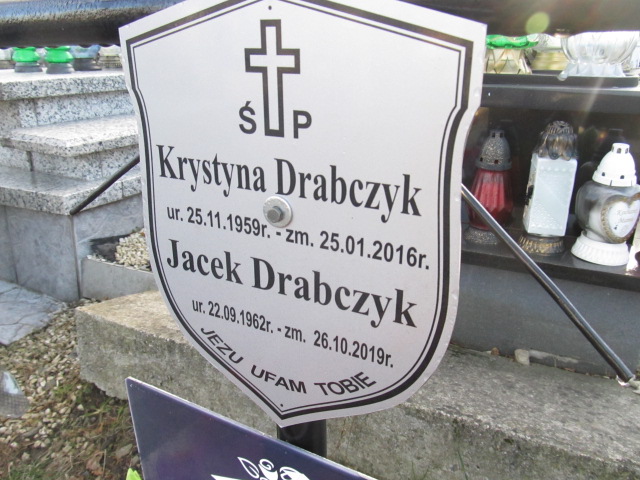 Ś P
Krystyna Drabczyk
ur. 25.11.1959r. - zm. 25.01.2016r.
Jacek Drabczyk
ur. 22.09.1962r. - zm. 26.10.2019r.
JEZU UFAM TOBIE